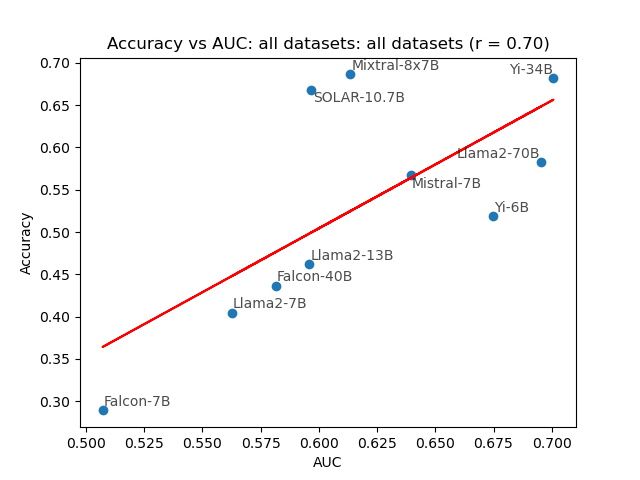 Accuracy vs AUC: all datasets: all datasets (r = 0.70)
Accuracy
0.70
0.65
0.60
0.55
0.50
0.45
0.40
0.35
0.30
Mixtral-8x7B
Yi-34B
SOLAR-10.7B
Llama2-70B
Mistral-7B
Yi-6B
Llama2-13B
Falcon-40B
Llama2-7B
Falcon-7B
0.500 0.525 0.550 0.575 0.600 0.625 0.650 0.675 0.700
AUC